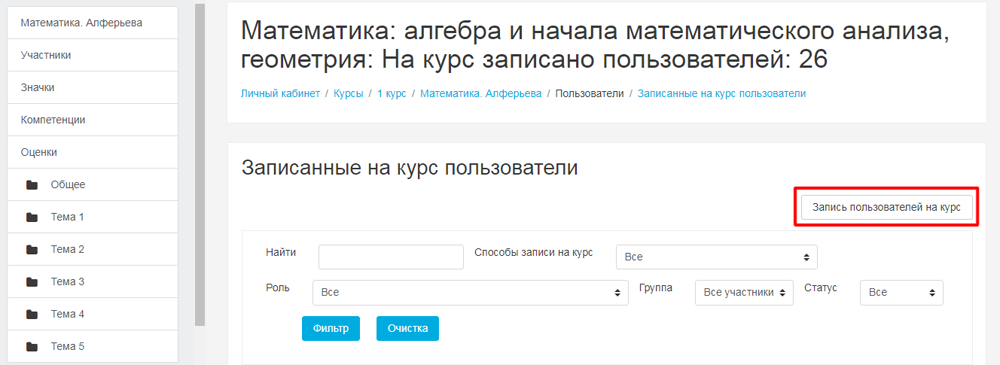 Математика. Алферьева
Участники
Значки
Компетенции
Оценки
Общее
Тема 1
Тема 2
Тема 3
Тема 4
Тема 5
Математика: алгебра и начала математического анализа,
геометрия: На курс записано пользователей: 26
Личный кабинет / Курсы / 1 курс / Математика. Алферьева / Пользователи / Записанные на курс пользователи
Записанные на курс пользователи
Запись пользователей на курс
Найти Способы записи на курс Все
Роль Все Группа Все участники Статус Все
Фильтр Очистка